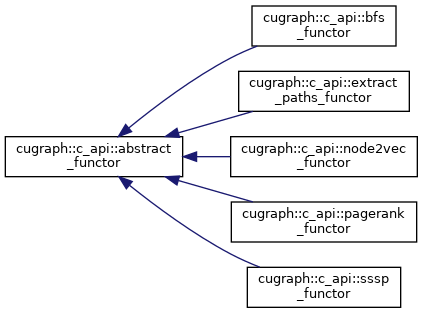 cugraph::c_api::bfs
_functor
cugraph::c_api::extract
_paths_functor
cugraph::c_api::abstract
_functor
cugraph::c_api::node2vec
_functor
cugraph::c_api::pagerank
_functor
cugraph::c_api::sssp
_functor